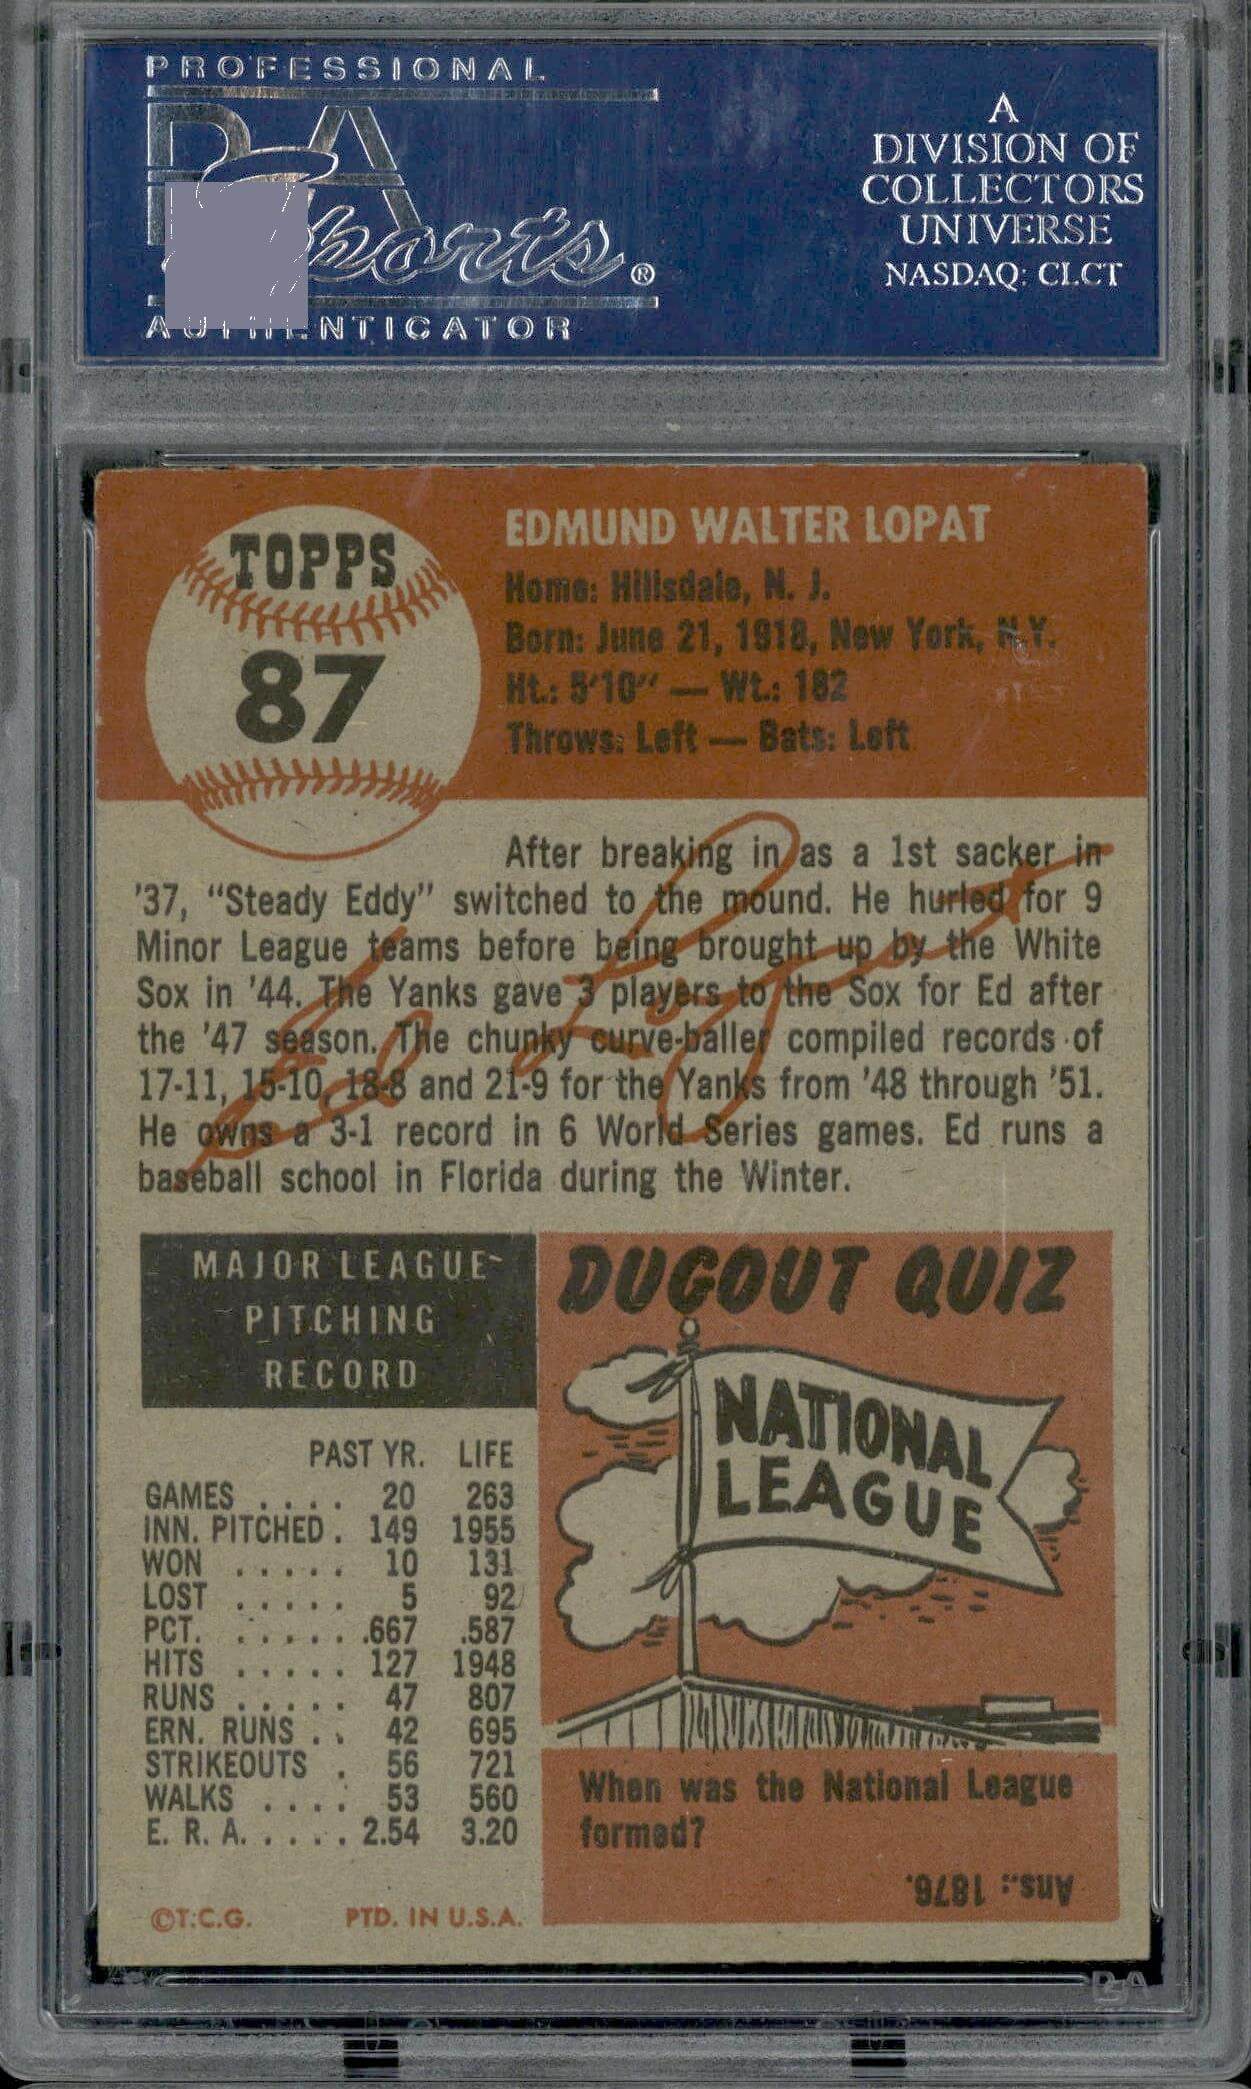 PROFESSIONAL
PSA
Sports®
AUTHENTICATOR
A
DIVISION OF
COLLECTORS
UNIVERSE
NASDAQ: CLCT
TOPPS
87
EDMUND WALTER LOPAT
Home: Hillsdale, N. J.
Born: June 21, 1918, New York, N.Y.
Ht.: 5'10" — Wt.: 182
Throws: Left — Bats: Left
After breaking in as a 1st sacker in
'37, “Steady Eddy” switched to the mound. He hurled for 9
Minor League teams before being brought up by the White
Sox in '44. The Yanks gave 3 players to the Sox for Ed after
the '47 season. The chunky curve-baller compiled records of
17-11, 15-10, 18-8 and 21-9 for the Yanks from '48 through '51.
He owns a 3-1 record in 6 World Series games. Ed runs a
baseball school in Florida during the Winter.
Ed Lopat
MAJOR LEAGUE
PITCHING
RECORD
PAST YR. LIFE
GAMES . . . . 20 263
INN. PITCHED . 149 1955
WON . . . . . 10 131
LOST . . . . . 5 92
PCT. . . . . . . .667 .587
HITS . . . . . 127 1948
RUNS . . . . . 47 807
ERN. RUNS . . 42 695
STRIKEOUTS . 56 721
WALKS . . . . 53 560
E. R. A. . . . . . 2.54 3.20
©T.C.G. PTD. IN U.S.A.
DUGOUT QUIZ
NATIONAL
LEAGUE
When was the National League
formed?
Ans.: 1876.
PSA